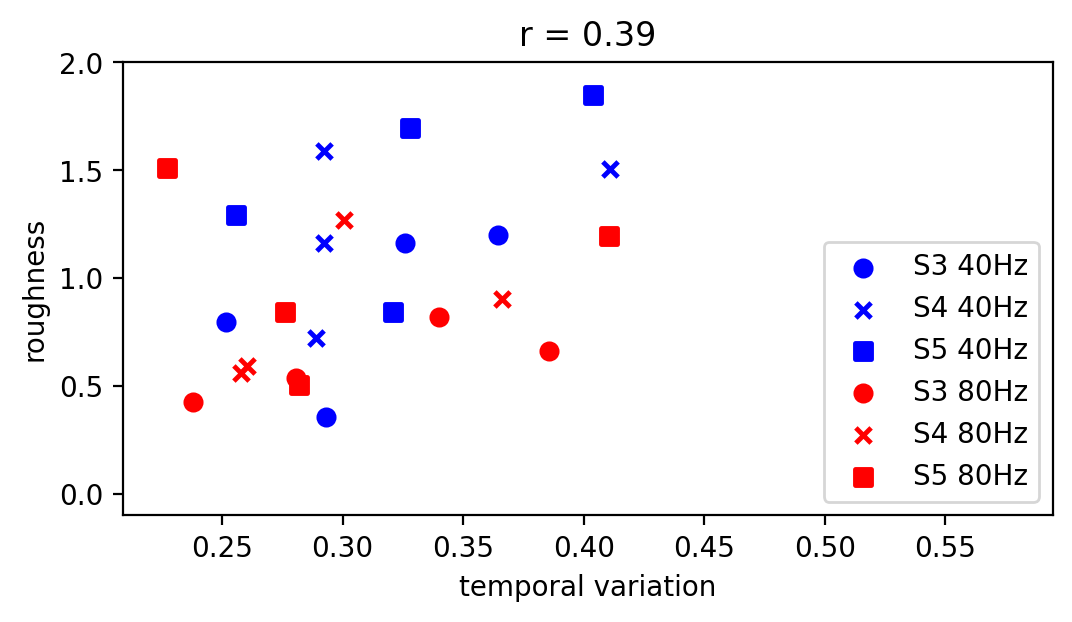 r = 0.39
2.0
1.5
1.0
0.5
0.0
roughness
S3 40Hz
S4 40Hz
S5 40Hz
S3 80Hz
S4 80Hz
S5 80Hz
0.25 0.30 0.35 0.40 0.45 0.50 0.55
temporal variation